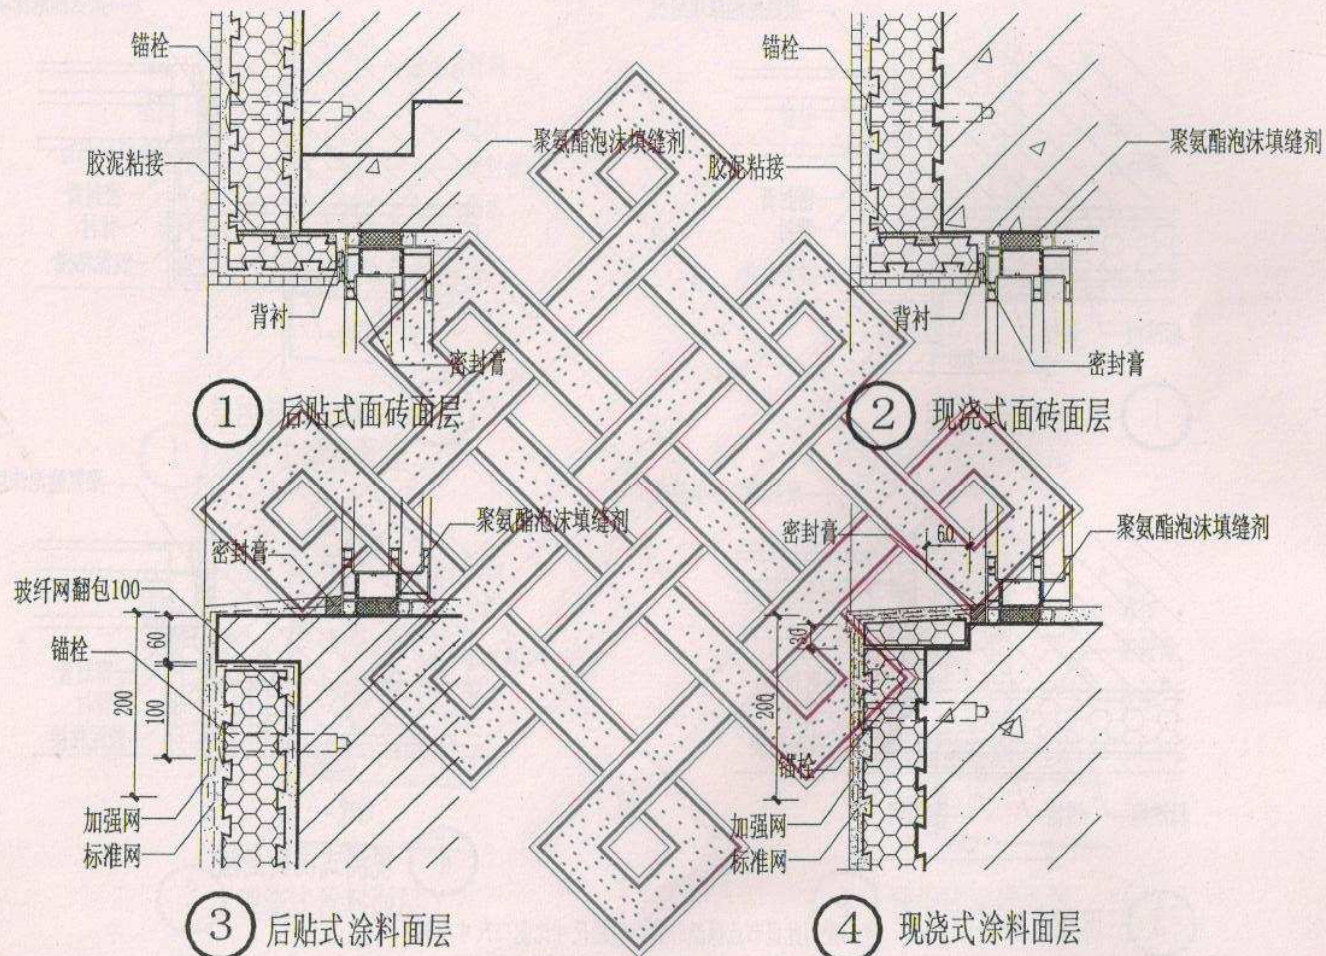 锚栓
聚氨酯泡沫填缝剂
胶泥粘接
背衬
密封膏
1 后贴式面砖面层
锚栓
聚氨酯泡沫填缝剂
胶泥粘接
背衬
密封膏
2 现浇式面砖面层
聚氨酯泡沫填缝剂
密封膏
玻纤网翻包100
锚栓
60
100
200
加强网
标准网
3 后贴式涂料面层
密封膏
60
聚氨酯泡沫填缝剂
30
200
锚栓
加强网
标准网
4 现浇式涂料面层